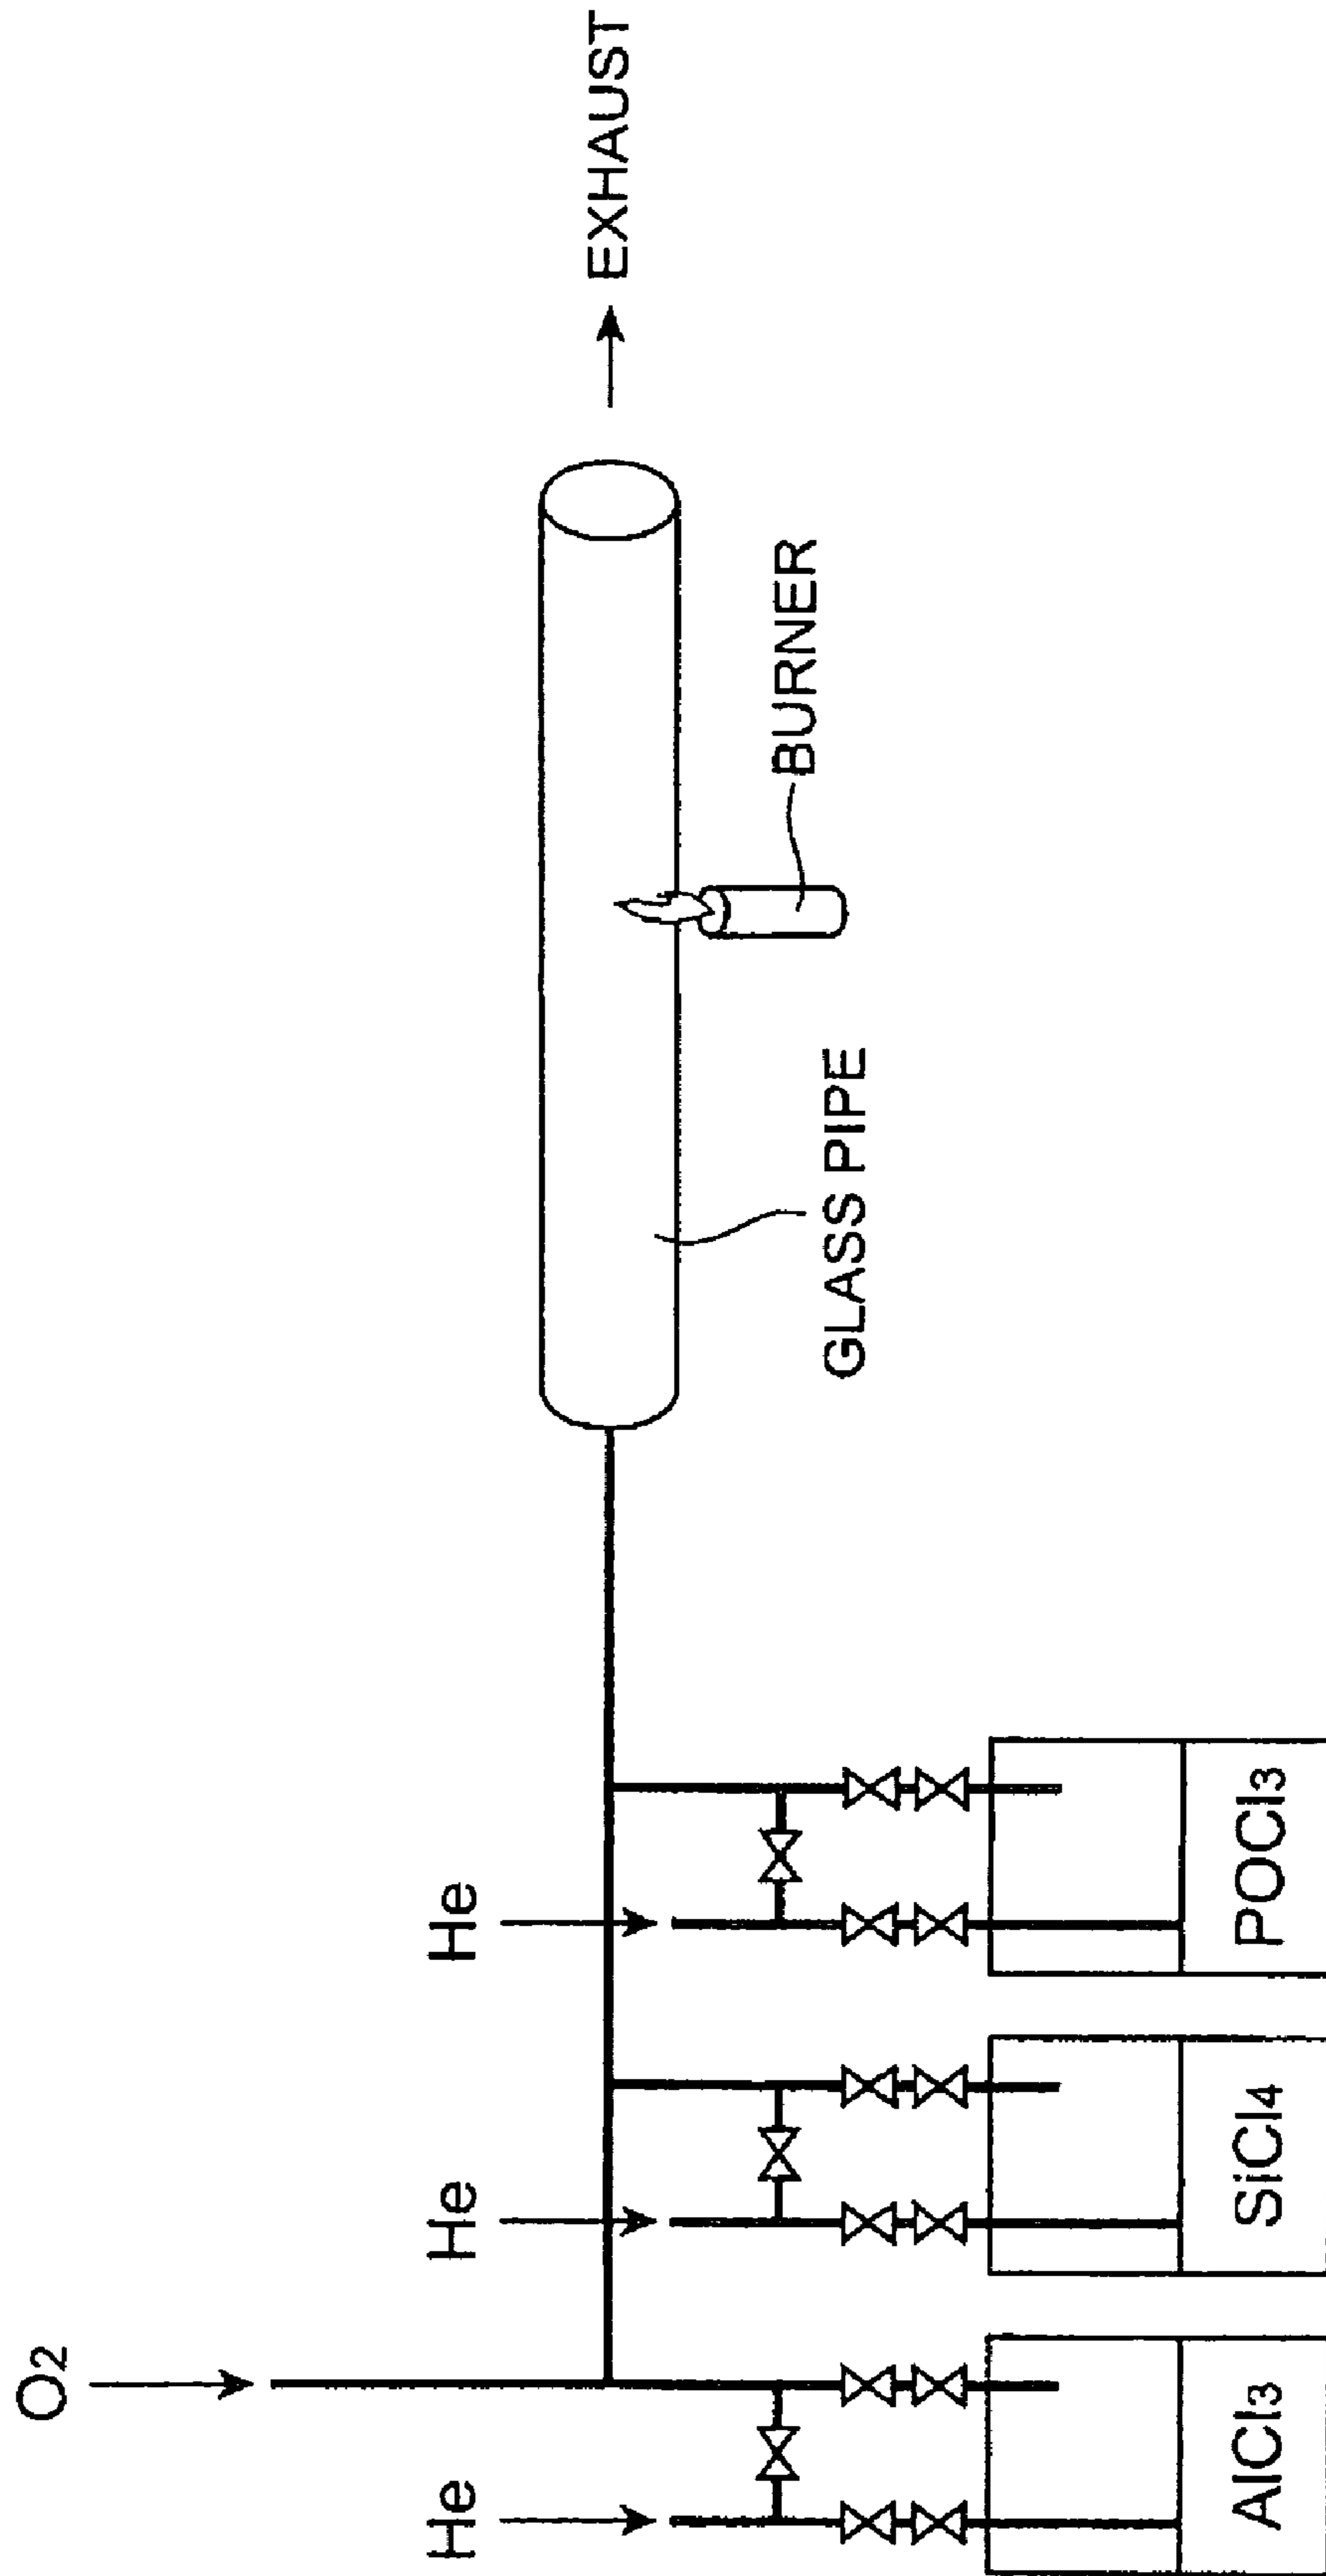 O2
He
He
He
EXHAUST
BURNER
GLASS PIPE
AlCl3
SiCl4
POCl3